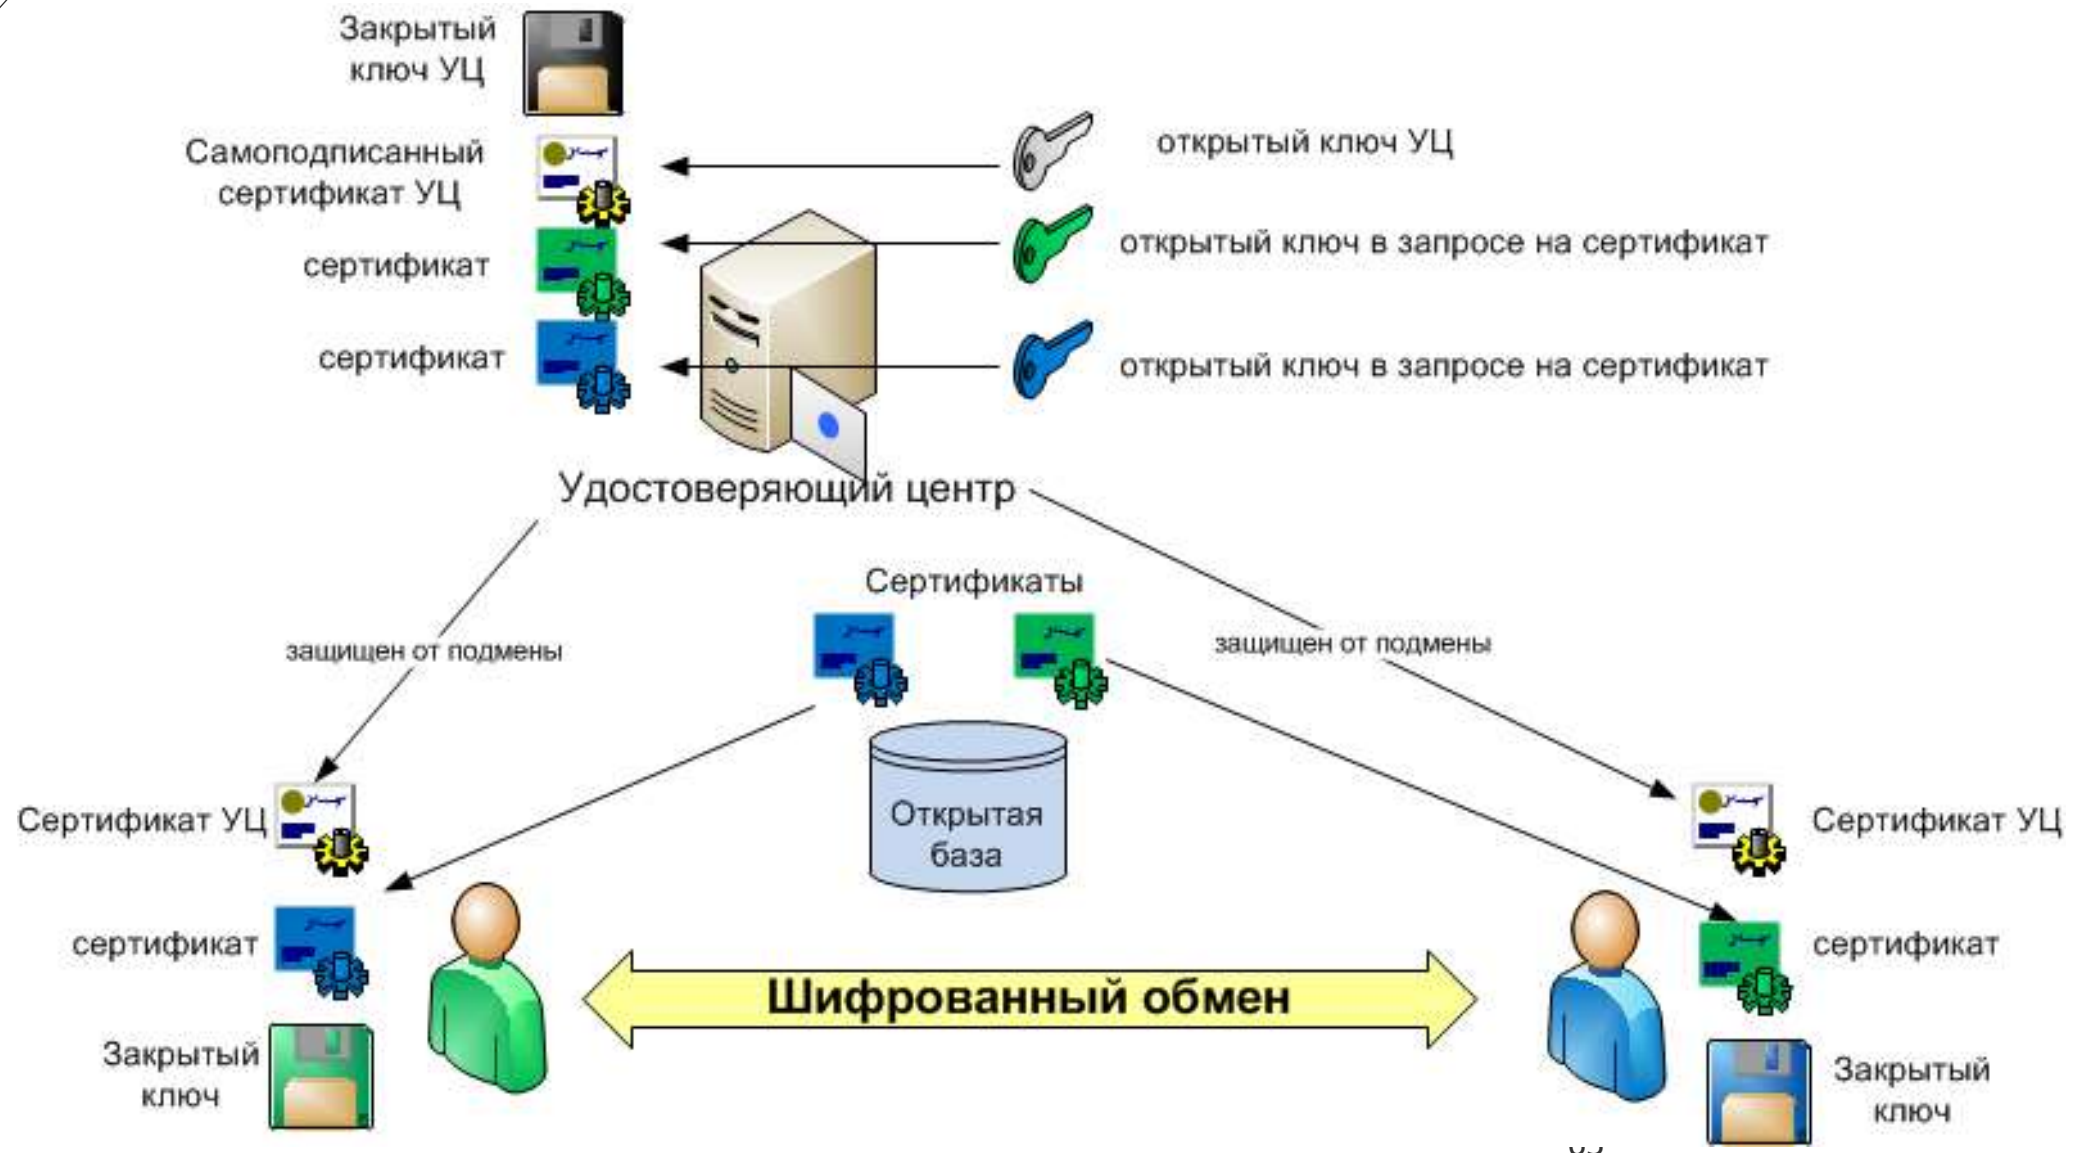 Закрытый
ключ УЦ
Самоподписанный
сертификат УЦ
открытый ключ УЦ
сертификат
открытый ключ в запросе на сертификат
сертификат
открытый ключ в запросе на сертификат
Удостоверяющий центр
Сертификаты
защищен от подмены
защищен от подмены
Открытая
база
Сертификат УЦ
Сертификат УЦ
сертификат
сертификат
Шифрованный обмен
Закрытый
ключ
Закрытый
ключ